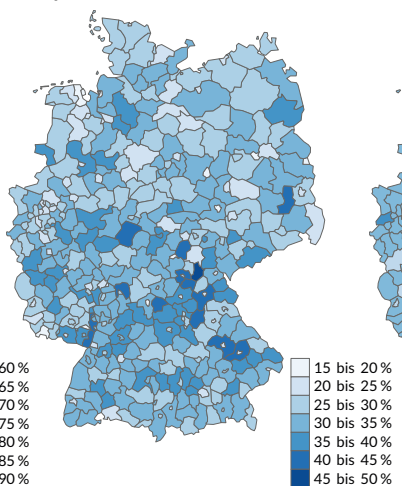 60 %
65 %
70 %
75 %
80 %
85 %
90 %
15 bis 20 %
20 bis 25 %
25 bis 30 %
30 bis 35 %
35 bis 40 %
40 bis 45 %
45 bis 50 %